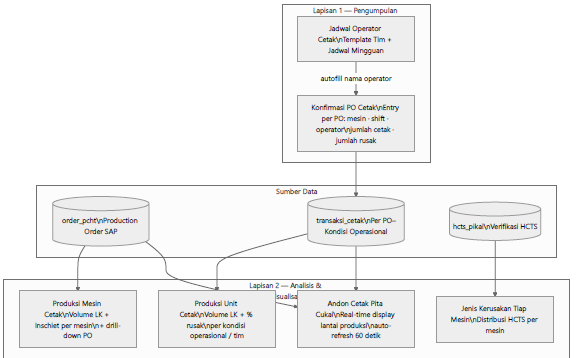 Lapisan 1 — Pengumpulan
Jadwal Operator
Cetak\nTemplate Tim +
Jadwal Mingguan
autofill nama operator
Konfirmasi PO Cetak\nEntry
per PO: mesin · shift ·
operator\njumlah cetak ·
jumlah rusak
Sumber Data
order_pcht\nProduction
Order SAP
transaksi_cetak\nPer PO—
Kondisi Operasional
hcts_pikai\nVerifikasi HCTS
Lapisan 2 — Analisis &
sualisa
Produksi Mesin
Cetak\nVolume LK +
Inschiet per mesin\n+ drill-
down PO
Produksi Unit
Cetak\nVolume LK + %
rusak\nper kondisi
operasional / tim
Andon Cetak Pita
Cukai\nReal-time display
lantai produksi\nauto-
refresh 60 detik
Jenis Kerusakan Tiap
Mesin\nDistribusi HCTS per
mesin